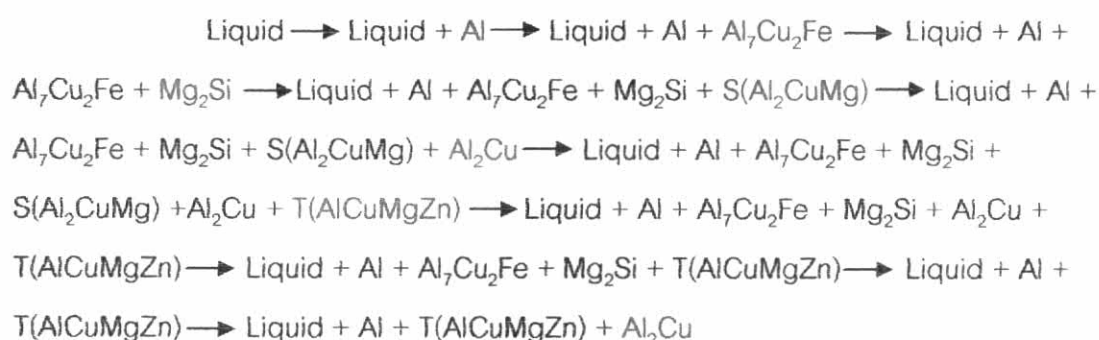 Liquid → Liquid + Al → Liquid + Al + Al₇Cu₂Fe → Liquid + Al +
Al₇Cu₂Fe + Mg₂Si → Liquid + Al + Al₇Cu₂Fe + Mg₂Si + S(Al₂CuMg) → Liquid + Al +
Al₇Cu₂Fe + Mg₂Si + S(Al₂CuMg) + Al₂Cu → Liquid + Al + Al₇Cu₂Fe + Mg₂Si +
S(Al₂CuMg) +Al₂Cu + T(AlCuMgZn) → Liquid + Al + Al₇Cu₂Fe + Mg₂Si + Al₂Cu +
T(AlCuMgZn) → Liquid + Al + Al₇Cu₂Fe + Mg₂Si + T(AlCuMgZn) → Liquid + Al +
T(AlCuMgZn) → Liquid + Al + T(AlCuMgZn) + Al₂Cu